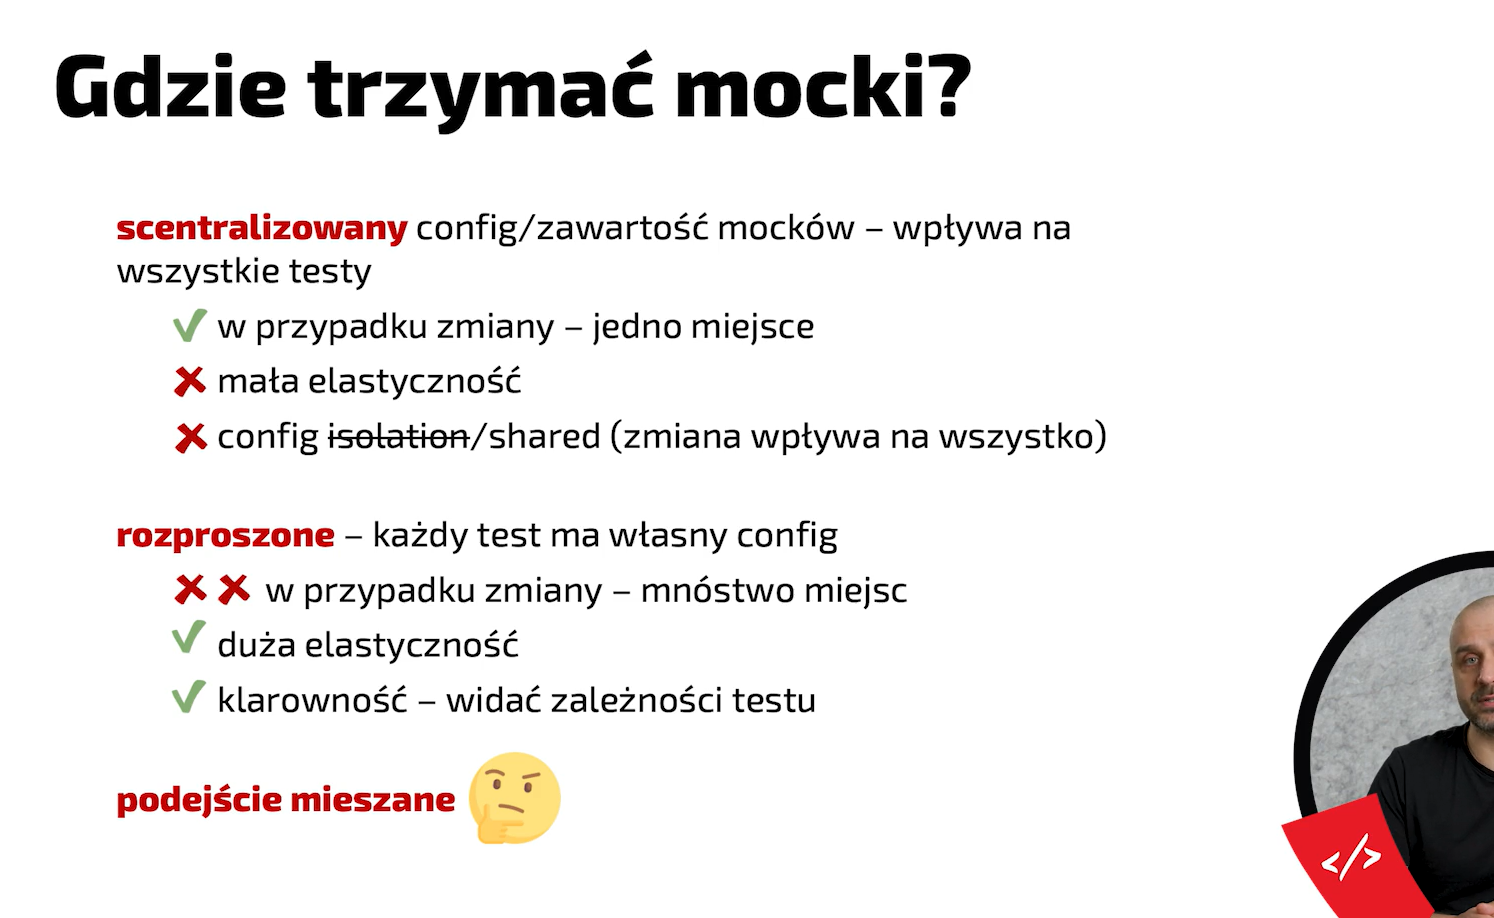 Gdzie trzymać mocki?
scentralizowany config/zawartość mocków – wpływa na
wszystkie testy
✔ w przypadku zmiany – jedno miejsce
✘ mała elastyczność
✘ config isolation/shared (zmiana wpływa na wszystko)
rozproszone – każdy test ma własny config
✘ ✘ w przypadku zmiany – mnóstwo miejsc
✔ duża elastyczność
✔ klarowność – widać zależności testu
podejście mieszane 🤔
</>